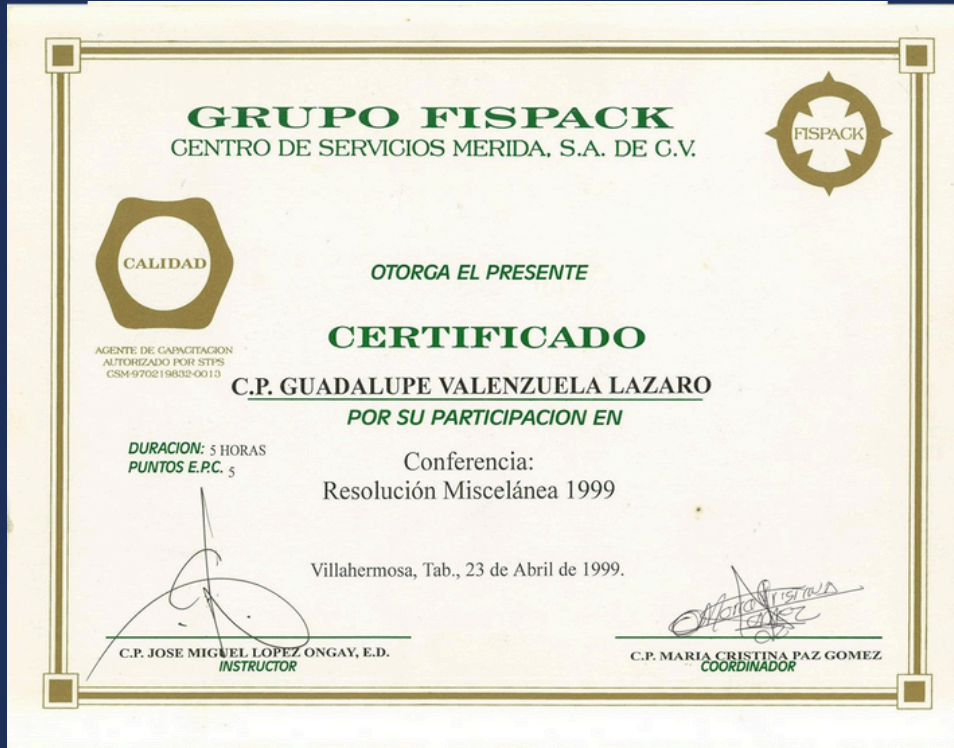 GRUPO FISPACK
CENTRO DE SERVICIOS MERIDA, S.A. DE C.V.
FISPACK
CALIDAD
AGENTE DE CAPACITACION
AUTORIZADO POR STPS
CSM-970219832-0013
OTORGA EL PRESENTE
CERTIFICADO
C.P. GUADALUPE VALENZUELA LAZARO
POR SU PARTICIPACION EN
DURACION: 5 HORAS
PUNTOS E.P.C. 5
Conferencia:
Resolución Miscelánea 1999
Villahermosa, Tab., 23 de Abril de 1999.
C.P. JOSE MIGUEL LOPEZ ONGAY, E.D.
INSTRUCTOR
C.P. MARIA CRISTINA PAZ GOMEZ
COORDINADOR